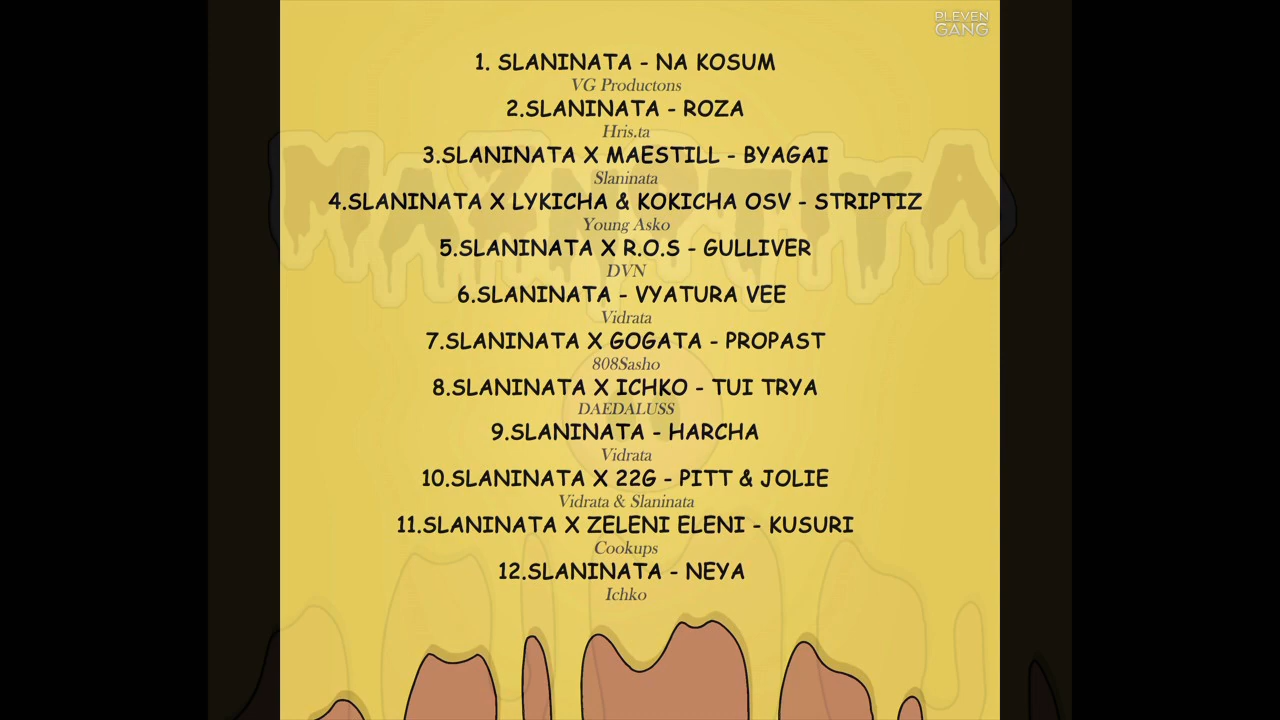 PLEVEN
GANG
1. SLANINATA - NA KOSUM
VG Productons
2.SLANINATA - ROZA
Hris.ta
3.SLANINATA X MAESTILL - BYAGAI
Slaninata
4.SLANINATA X LYKICHA & KOKICHA OSV - STRIPTIZ
Young Asko
5.SLANINATA X R.O.S - GULLIVER
DVN
6.SLANINATA - VYATURA VEE
Vidrata
7.SLANINATA X GOGATA - PROPAST
808Sasho
8.SLANINATA X ICHKO - TUI TRYA
DAEDALUSS
9.SLANINATA - HARCHA
Vidrata
10.SLANINATA X 22G - PITT & JOLIE
Vidrata & Slaninata
11.SLANINATA X ZELENI ELENI - KUSURI
Cookups
12.SLANINATA - NEYA
Ichko